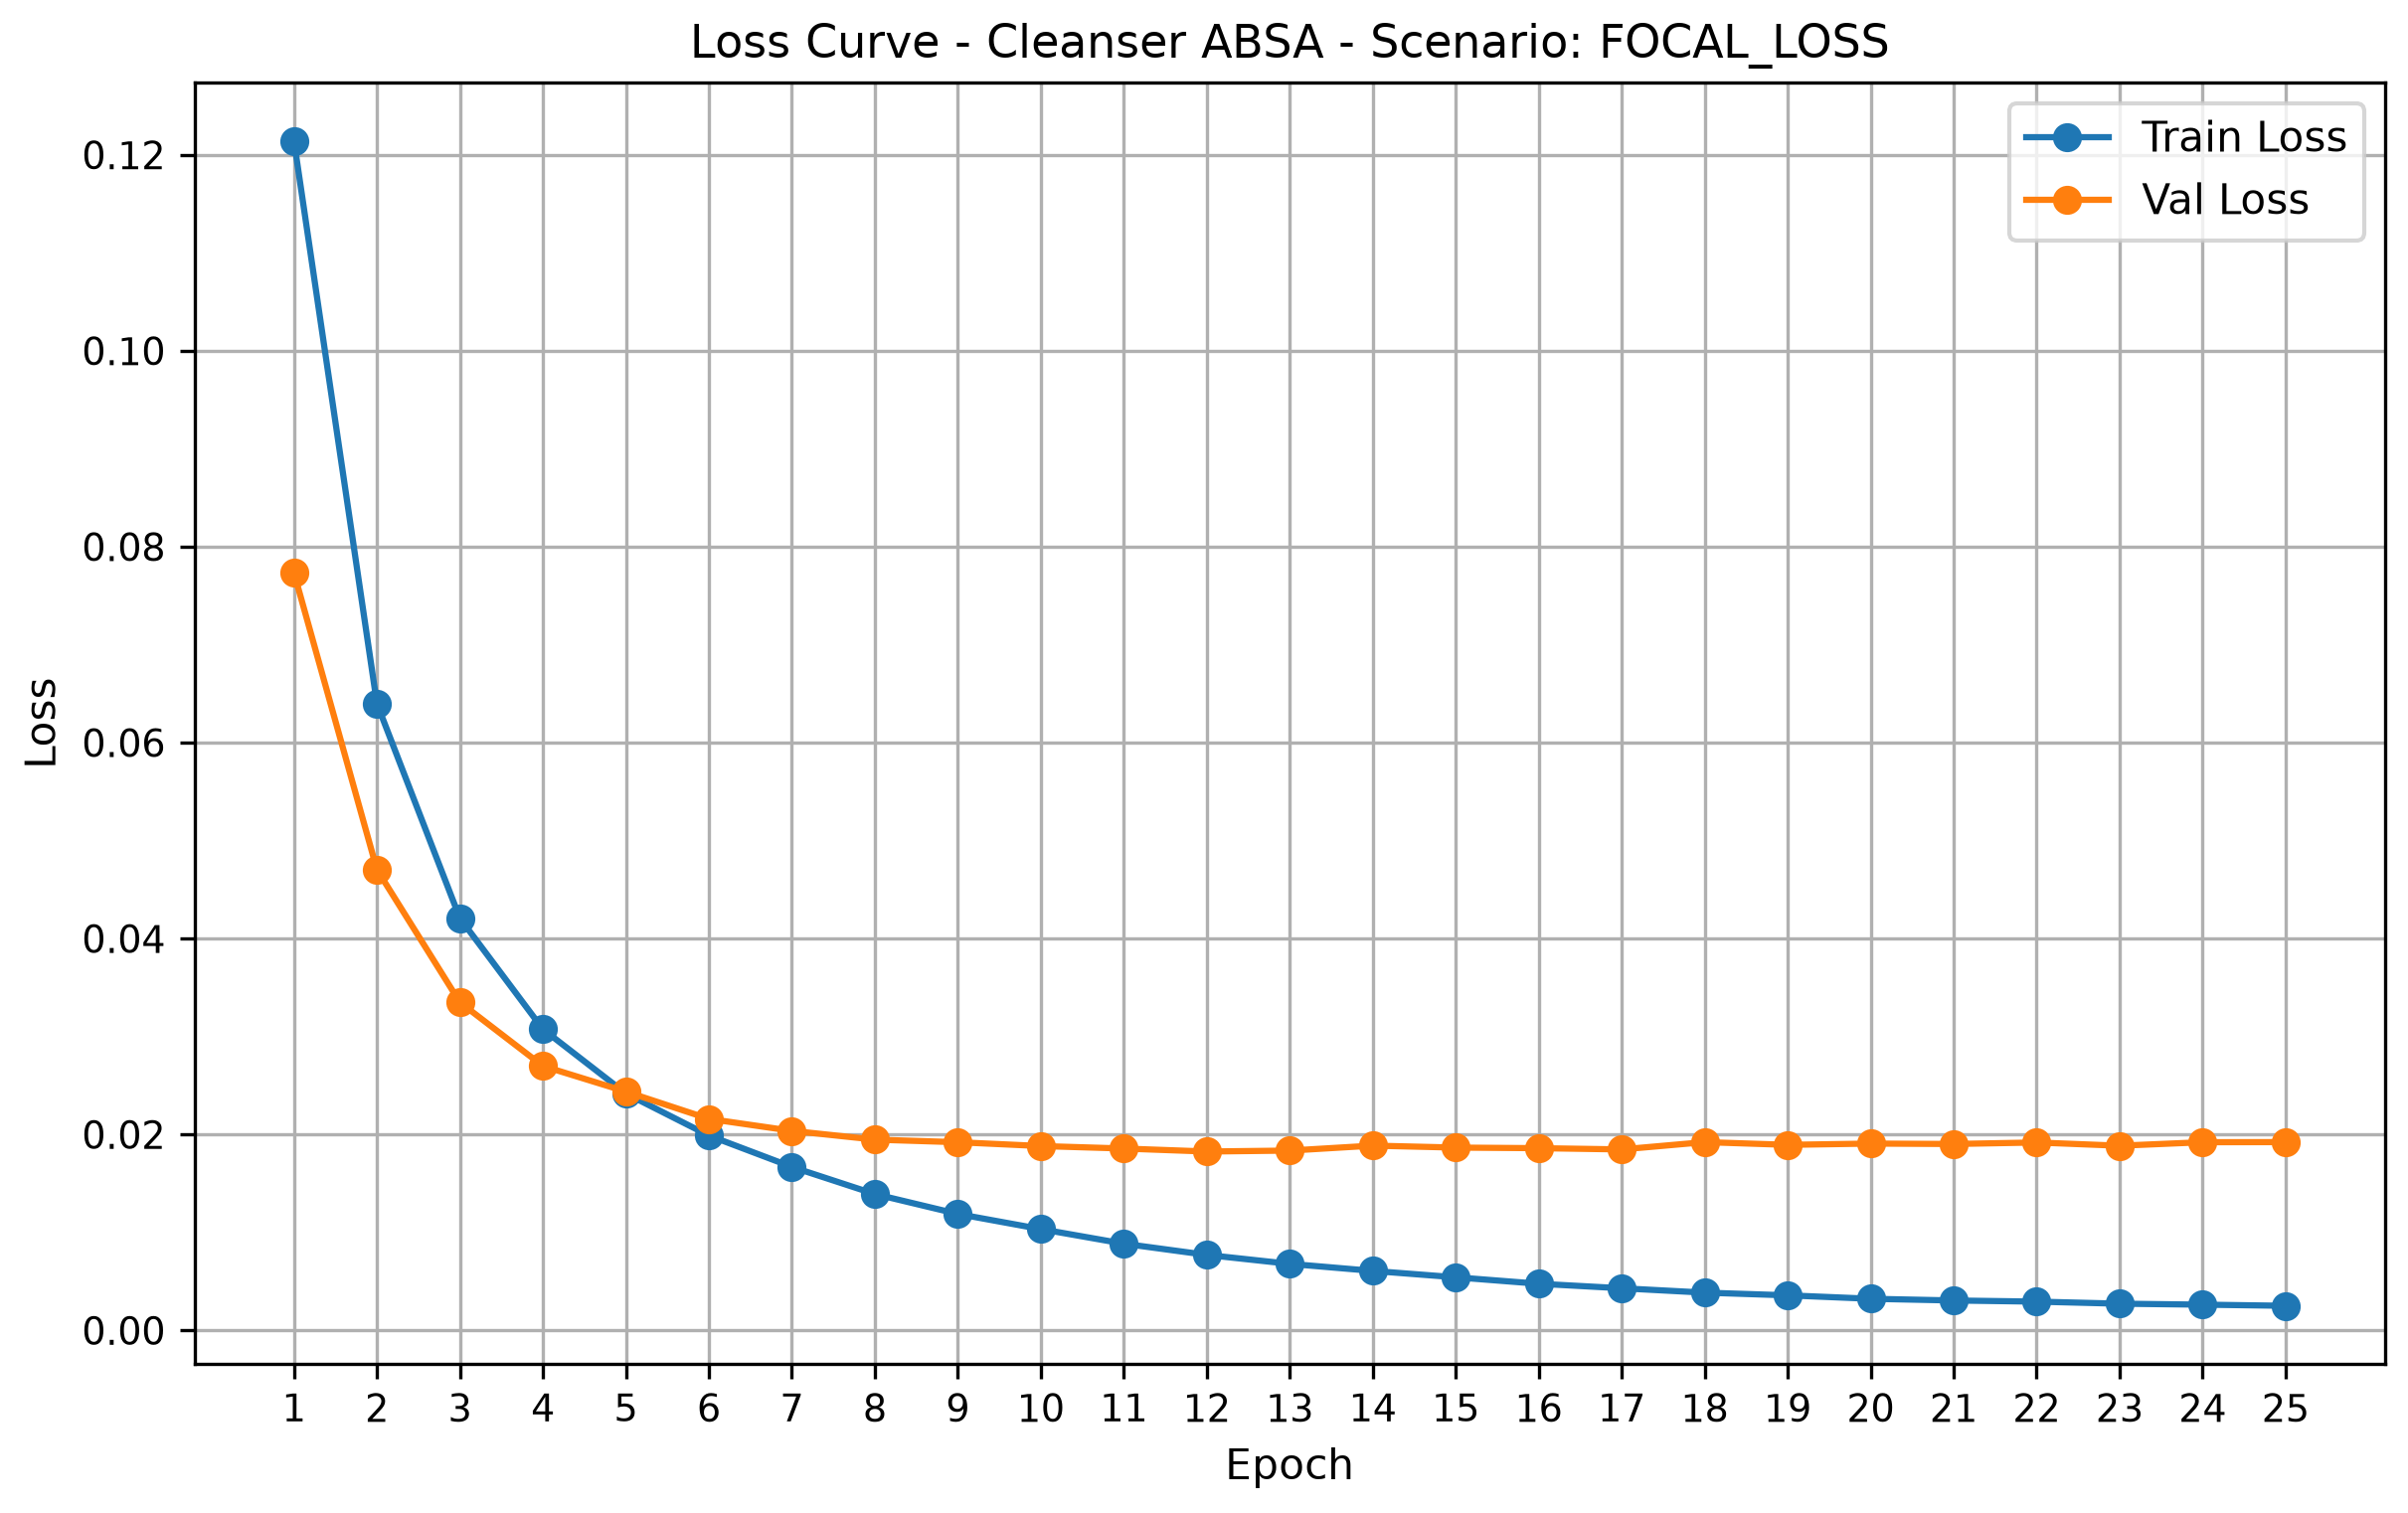 Loss Curve - Cleanser ABSA - Scenario: FOCAL_LOSS
Train Loss
Val Loss
0.12
0.10
0.08
0.06
0.04
0.02
0.00
Loss
1 2 3 4 5 6 7 8 9 10 11 12 13 14 15 16 17 18 19 20 21 22 23 24 25
Epoch